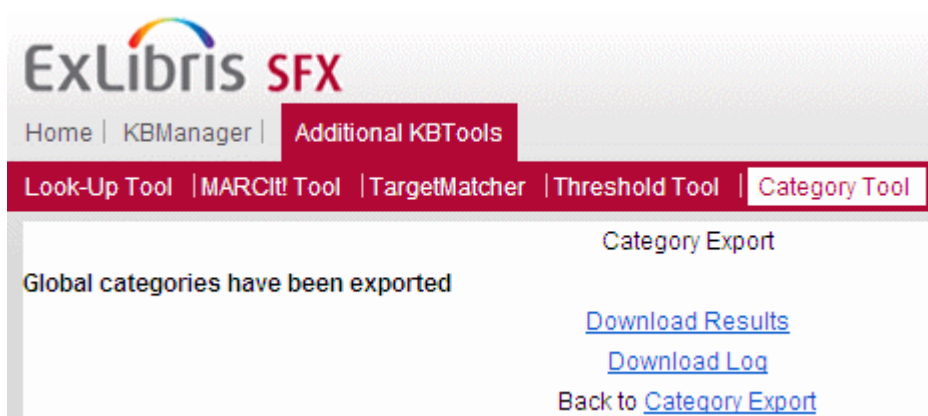 ExLibris SFX
Home | KBManager | Additional KBTools
Look-Up Tool | MARCIt! Tool | TargetMatcher | Threshold Tool | Category Tool
Category Export
Global categories have been exported
Download Results
Download Log
Back to Category Export